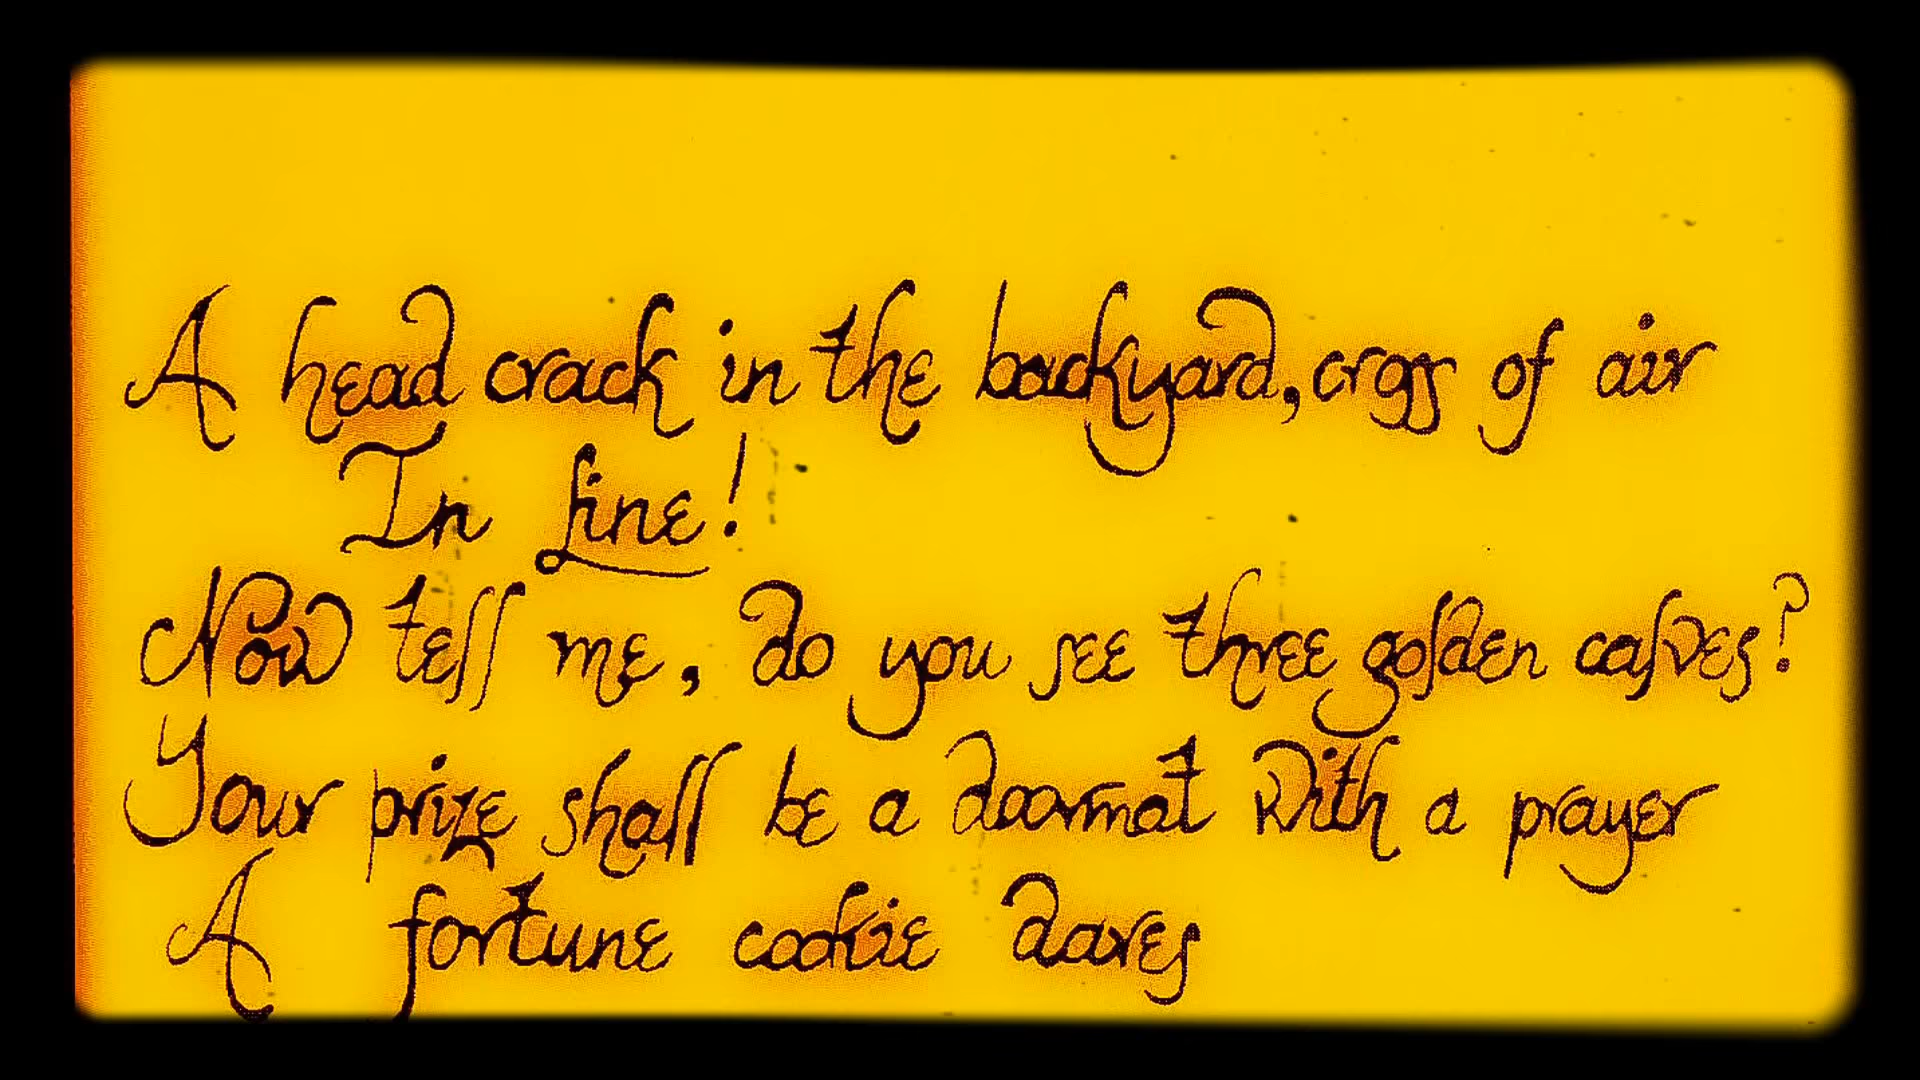 A head crack in the backyard, cross of air
In line!
Now tell me, do you see three golden calves?
Your prize shall be a doormat with a prayer
A fortune cookie dares